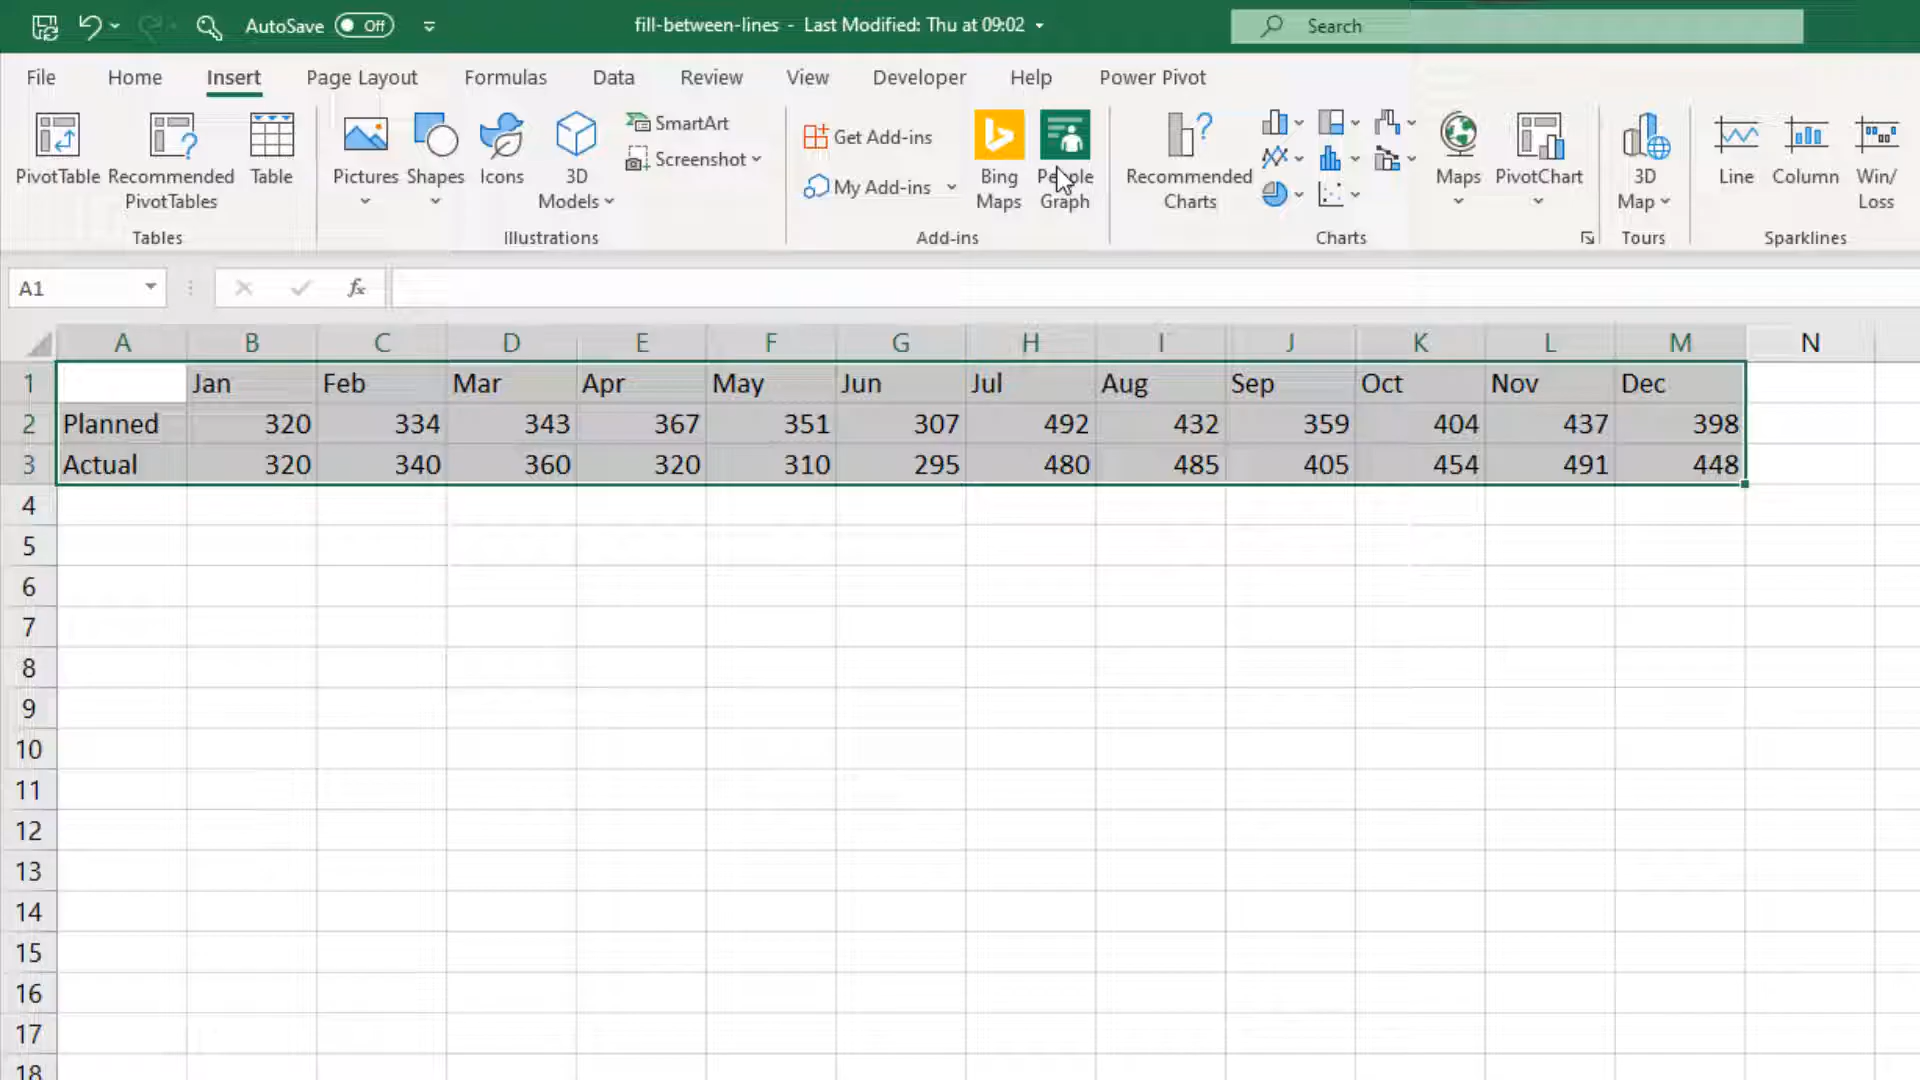 AutoSave Off fill-between-lines - Last Modified: Thu at 09:02 Search
File Home Insert Page Layout Formulas Data Review View Developer Help Power Pivot
PivotTable Recommended PivotTables Table
Tables
Pictures Shapes Icons 3D Models SmartArt Screenshot
Illustrations
Get Add-ins My Add-ins Bing Maps People Graph
Add-ins
Recommended Charts Maps PivotChart
Charts
3D Map
Tours
Line Column Win/Loss
Sparklines
A1 fx
A B C D E F G H I J K L M N
1 Jan Feb Mar Apr May Jun Jul Aug Sep Oct Nov Dec
2 Planned 320 334 343 367 351 307 492 432 359 404 437 398
3 Actual 320 340 360 320 310 295 480 485 405 454 491 448
4
5
6
7
8
9
10
11
12
13
14
15
16
17
18